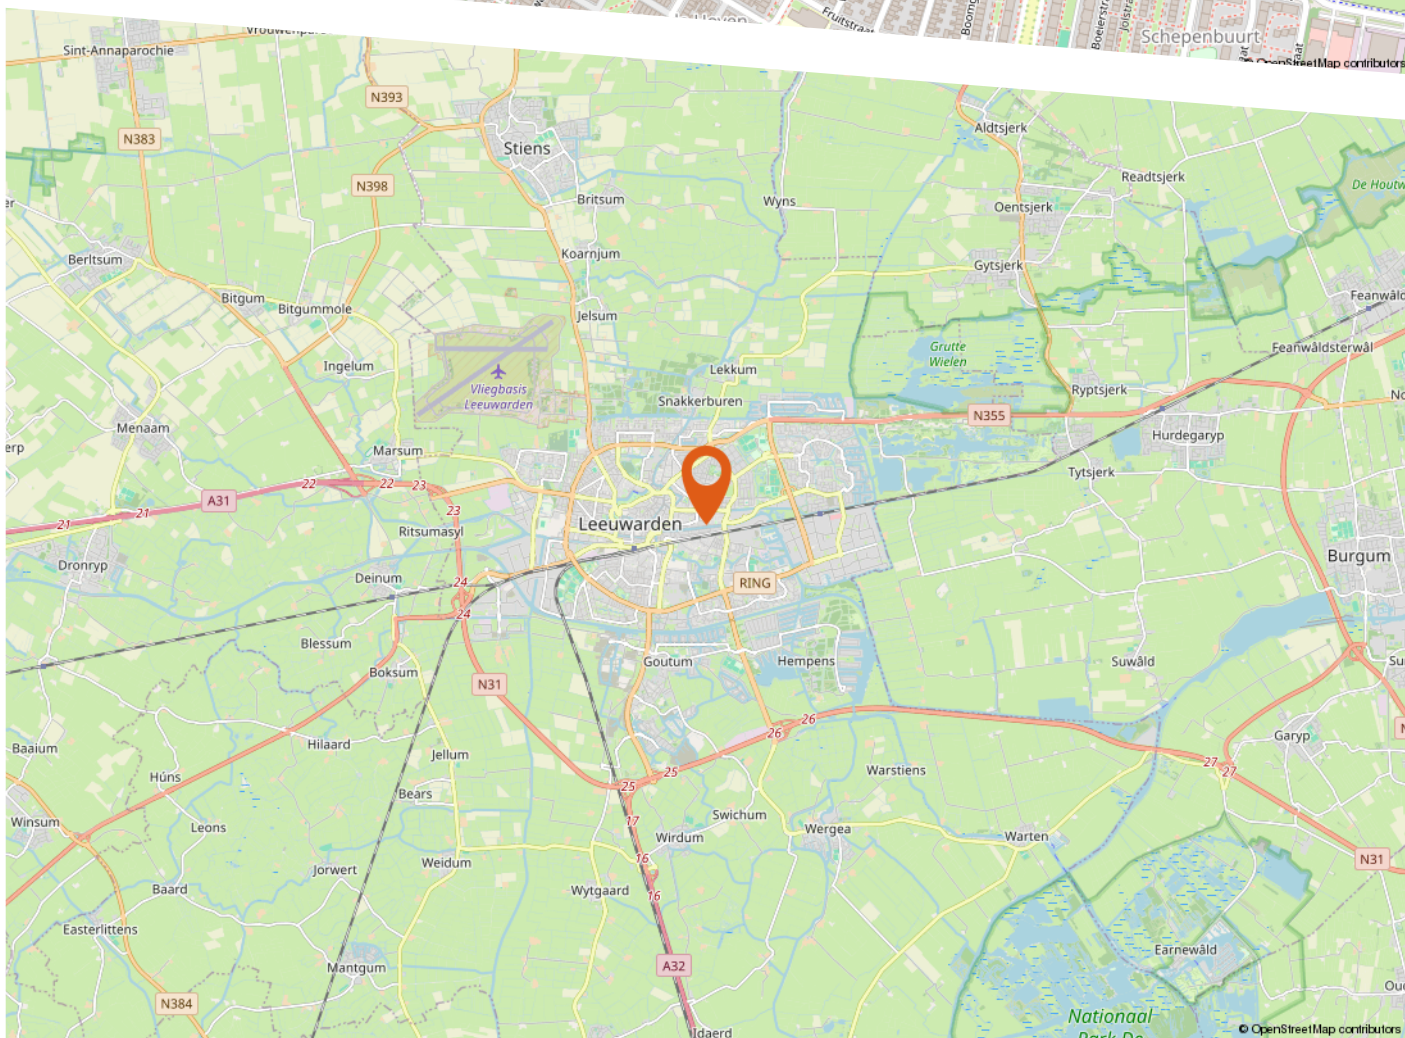 Fruitstraat
Schepenbuurt
© OpenStreetMap contributors
Sint-Annaparochie
N393
Aldtsjerk
N383
Stiens
Readtsjerk
De Houtw
N398
Britsum
Wyns
Oentsjerk
Koarnjum
Berltsum
Gytsjerk
Bitgum
Bitgummole
Feanwâld
Jelsum
Grutte
Wielen
Feanwâldsterwâl
Ingelum
Lekkum
Vliegbasis
Leeuwarden
Ryptsjerk
Snakkerburen
N355
Menaam
Hurdegaryp
Marsum
Tytsjerk
22
22
23
A31
21
21
23
Leeuwarden
Ritsumasyl
Burgum
Dronryp
Deinum
24
RING
24
Blessum
Goutum
Hempens
Suwâld
Boksum
N31
26
26
Garyp
Baaium
Hilaard
Jellum
27
27
Húns
25
25
Warstiens
Bears
Winsum
Leons
17
Swichum
Wergea
Warten
Wirdum
16
N31
Weidum
Jorwert
Baard
Wytgaard
16
Easterlittens
Earnewâld
Mantgum
A32
N384
Nationaal
Park De
Idaerd
© OpenStreetMap contributors